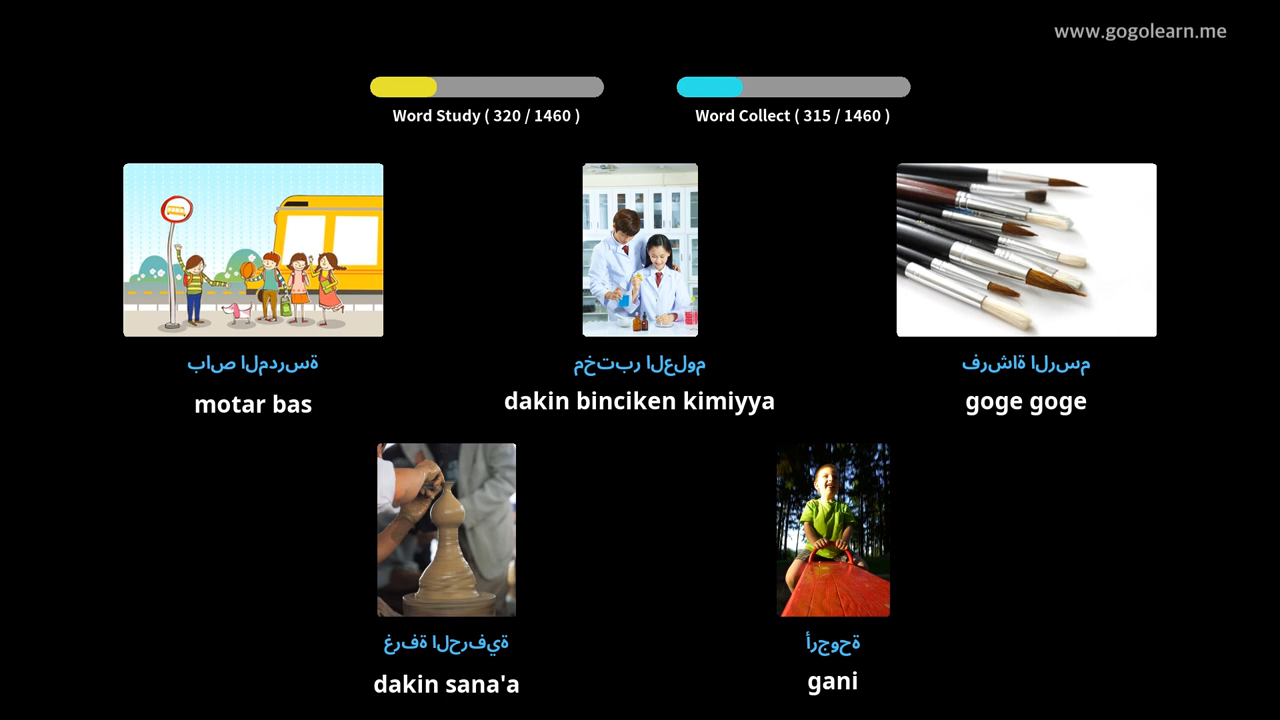 www.gogolearn.me
Word Study ( 320 / 1460 )
Word Collect ( 315 / 1460 )
باص المدرسة
motar bas
مختبر العلوم
dakin binciken kimiyya
فرشاة الرسم
goge goge
غرفة الحرفية
dakin sana'a
أرجوحة
gani